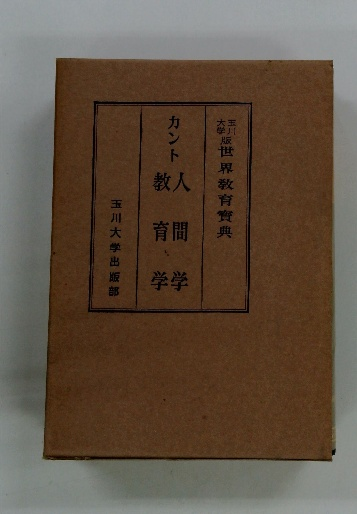 玉川大学版 世界教育寶典
カント
人間学
教育学
玉川大学出版部